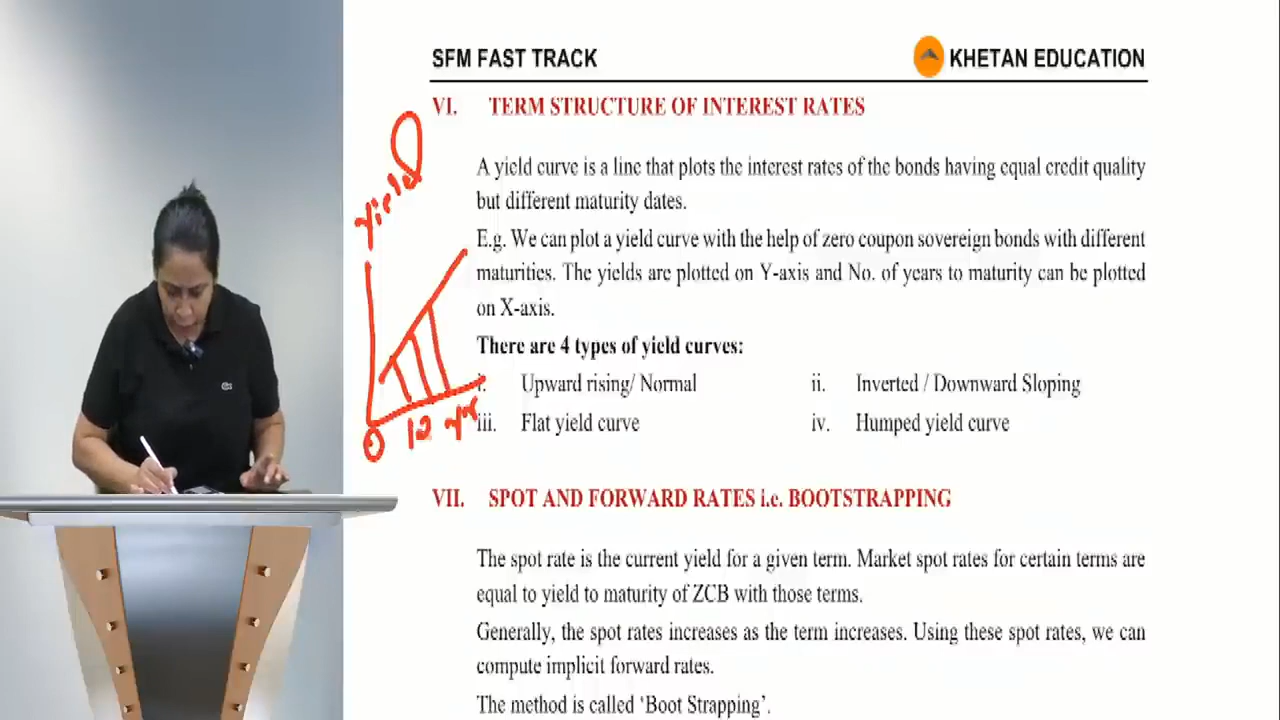 SFM FAST TRACK
KHETAN EDUCATION
VI. TERM STRUCTURE OF INTEREST RATES
A yield curve is a line that plots the interest rates of the bonds having equal credit quality
but different maturity dates.
E.g. We can plot a yield curve with the help of zero coupon sovereign bonds with different
maturities. The yields are plotted on Y-axis and No. of years to maturity can be plotted
on X-axis.
There are 4 types of yield curves:
i. Upward rising/ Normal
ii. Inverted / Downward Sloping
iii. Flat yield curve
iv. Humped yield curve
Yield
0 10 yr
VII. SPOT AND FORWARD RATES i.e. BOOTSTRAPPING
The spot rate is the current yield for a given term. Market spot rates for certain terms are
equal to yield to maturity of ZCB with those terms.
Generally, the spot rates increases as the term increases. Using these spot rates, we can
compute implicit forward rates.
The method is called ‘Boot Strapping’.